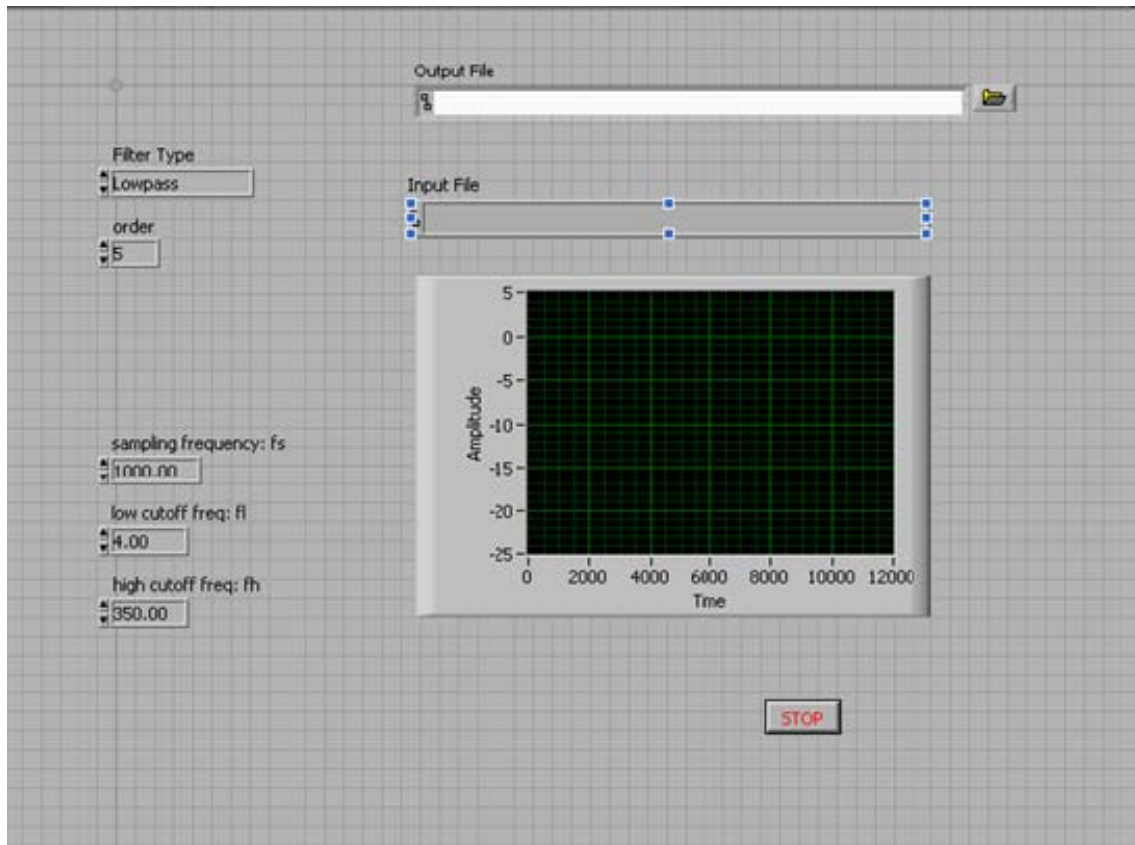 Output File
Filter Type
Lowpass
Input File
order
5
5
0
-5
-10
-15
-20
-25
Amplitude
0 2000 4000 6000 8000 10000 12000
Time
sampling frequency: fs
1000.00
low cutoff freq: fl
4.00
high cutoff freq: fh
350.00
STOP